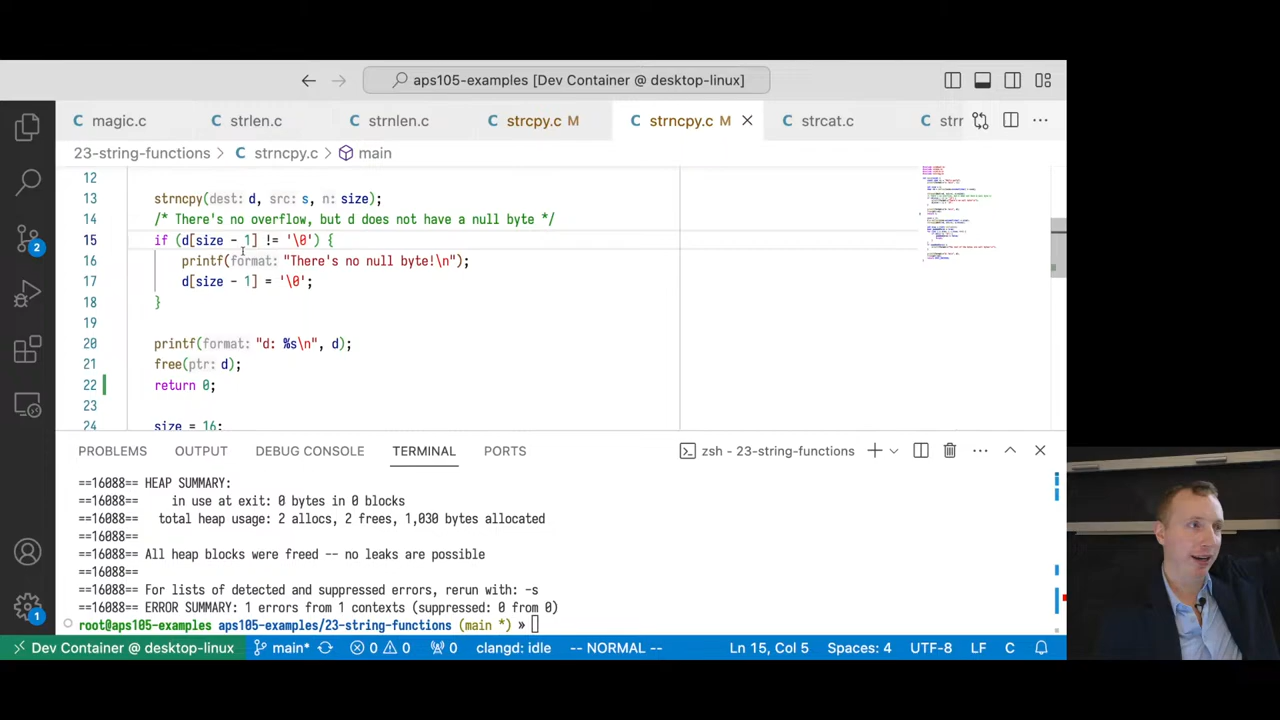 aps105-examples [Dev Container @ desktop-linux]
C magic.c C strlen.c C strnlen.c C strcpy.c M C strncpy.c M C strcat.c C strr
23-string-functions > C strncpy.c > main
12
13 strncpy(dest: d, src: s, n: size);
14 /* There's no overflow, but d does not have a null byte */
15 if (d[size - 1] != '\0') {
16 printf(format: "There's no null byte!\n");
17 d[size - 1] = '\0';
18 }
19
20 printf(format: "d: %s\n", d);
21 free(ptr: d);
22 return 0;
23
24 size = 16;
2
1
PROBLEMS OUTPUT DEBUG CONSOLE TERMINAL PORTS zsh - 23-string-functions
==16088== HEAP SUMMARY:
==16088== in use at exit: 0 bytes in 0 blocks
==16088== total heap usage: 2 allocs, 2 frees, 1,030 bytes allocated
==16088==
==16088== All heap blocks were freed -- no leaks are possible
==16088==
==16088== For lists of detected and suppressed errors, rerun with: -s
==16088== ERROR SUMMARY: 1 errors from 1 contexts (suppressed: 0 from 0)
root@aps105-examples aps105-examples/23-string-functions (main *) »
Dev Container @ desktop-linux main* 0 0 0 clangd: idle -- NORMAL -- Ln 15, Col 5 Spaces: 4 UTF-8 LF C